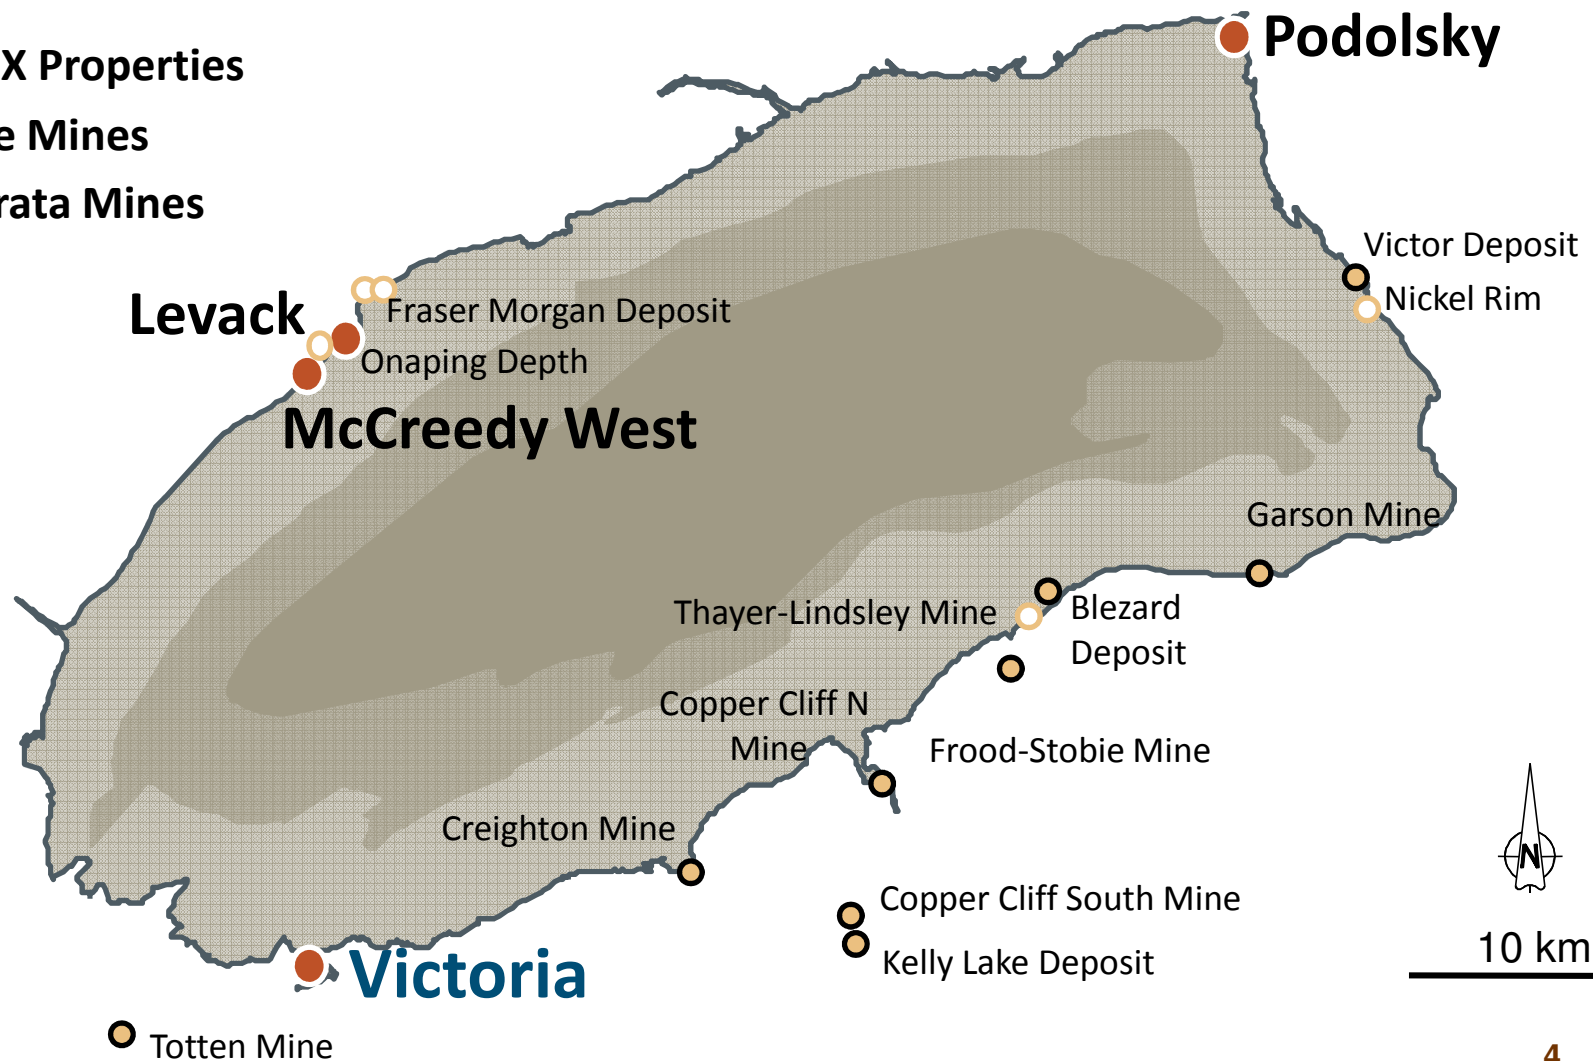 X Properties
e Mines
rata Mines
Podolsky
Victor Deposit
Nickel Rim
Levack
Fraser Morgan Deposit
Onaping Depth
McCreedy West
Garson Mine
Thayer-Lindsley Mine
Blezard
Deposit
Copper Cliff N
Mine
Frood-Stobie Mine
Creighton Mine
N
Copper Cliff South Mine
Kelly Lake Deposit
10 km
Victoria
Totten Mine
4